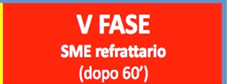 V FASE
SME refrattario
(dopo 60’)